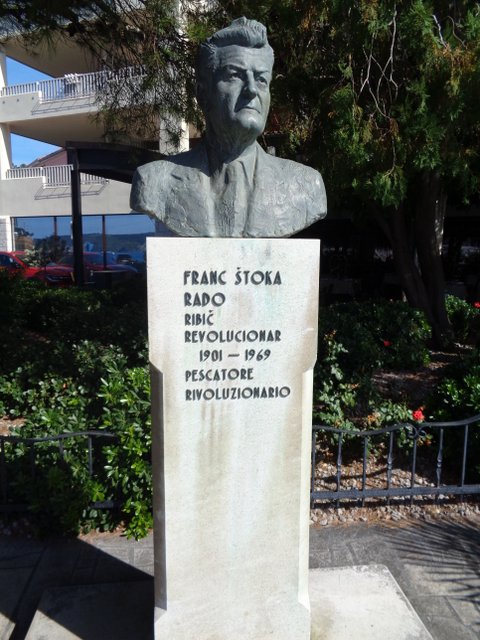 FRANC ŠTOKA
RADO
RIBIČ
REVOLUCIONAR
1901 — 1969
PESCATORE
RIVOLUZIONARIO